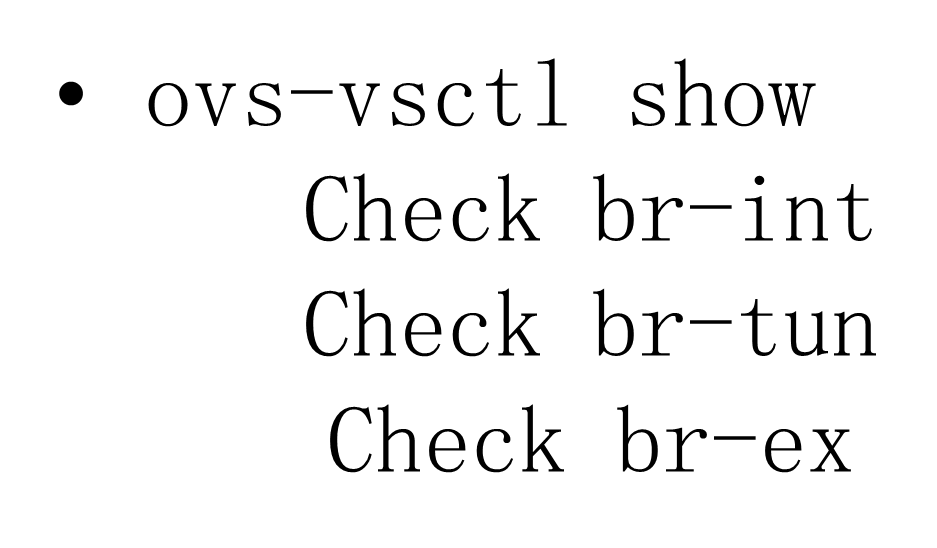 • ovs-vsctl show
Check br-int
Check br-tun
Check br-ex